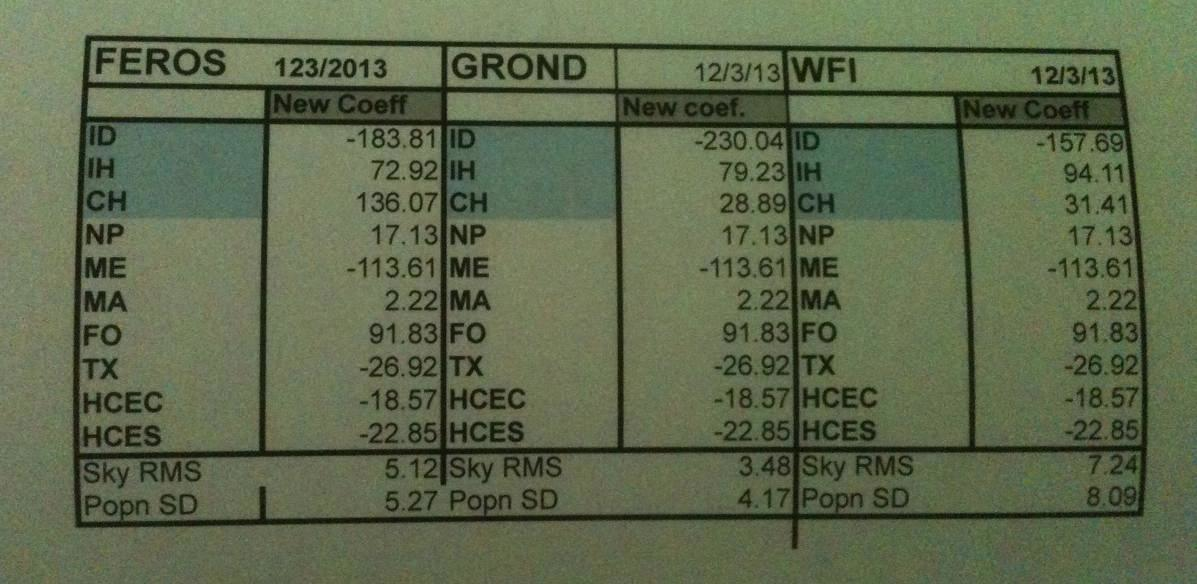 FEROS 123/2013 GROND 12/3/13 WFI 12/3/13
New Coeff New coef. New Coeff
ID -183.81 ID -230.04 ID -157.69
IH 72.92 IH 79.23 IH 94.11
CH 136.07 CH 28.89 CH 31.41
NP 17.13 NP 17.13 NP 17.13
ME -113.61 ME -113.61 ME -113.61
MA 2.22 MA 2.22 MA 2.22
FO 91.83 FO 91.83 FO 91.83
TX -26.92 TX -26.92 TX -26.92
HCEC -18.57 HCEC -18.57 HCEC -18.57
HCES -22.85 HCES -22.85 HCES -22.85
Sky RMS 5.12 Sky RMS 3.48 Sky RMS 7.24
Popn SD 5.27 Popn SD 4.17 Popn SD 8.09